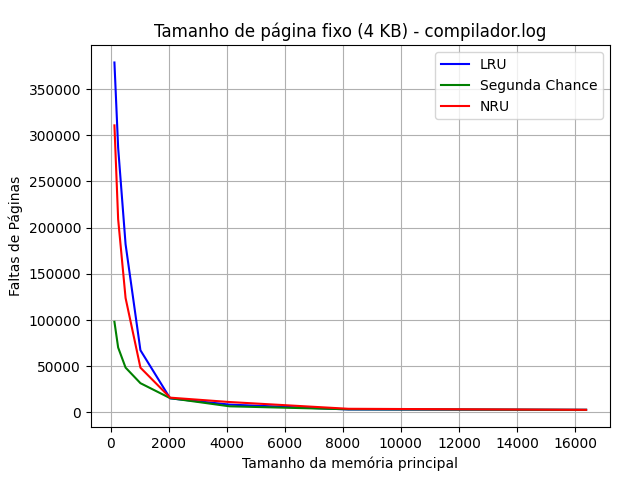 Tamanho de página fixo (4 KB) - compilador.log
LRU
Segunda Chance
NRU
Faltas de Páginas
350000
300000
250000
200000
150000
100000
50000
0
0 2000 4000 6000 8000 10000 12000 14000 16000
Tamanho da memória principal